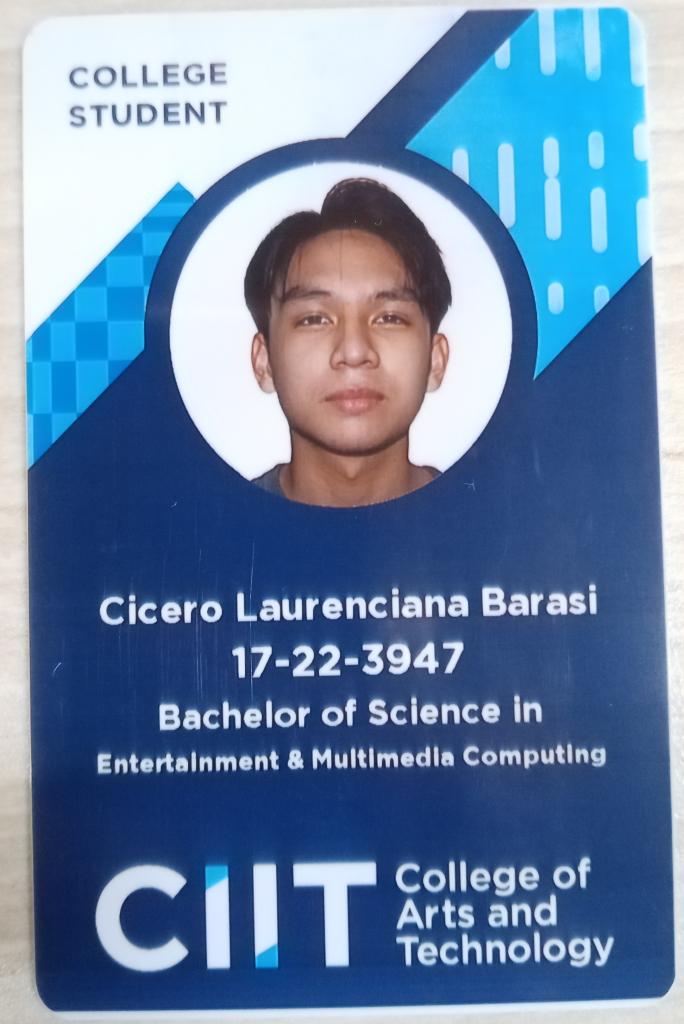 COLLEGE
STUDENT
Cicero Laurenciana Barasi
17-22-3947
Bachelor of Science in
Entertainment & Multimedia Computing
CIIT
College of
Arts and
Technology